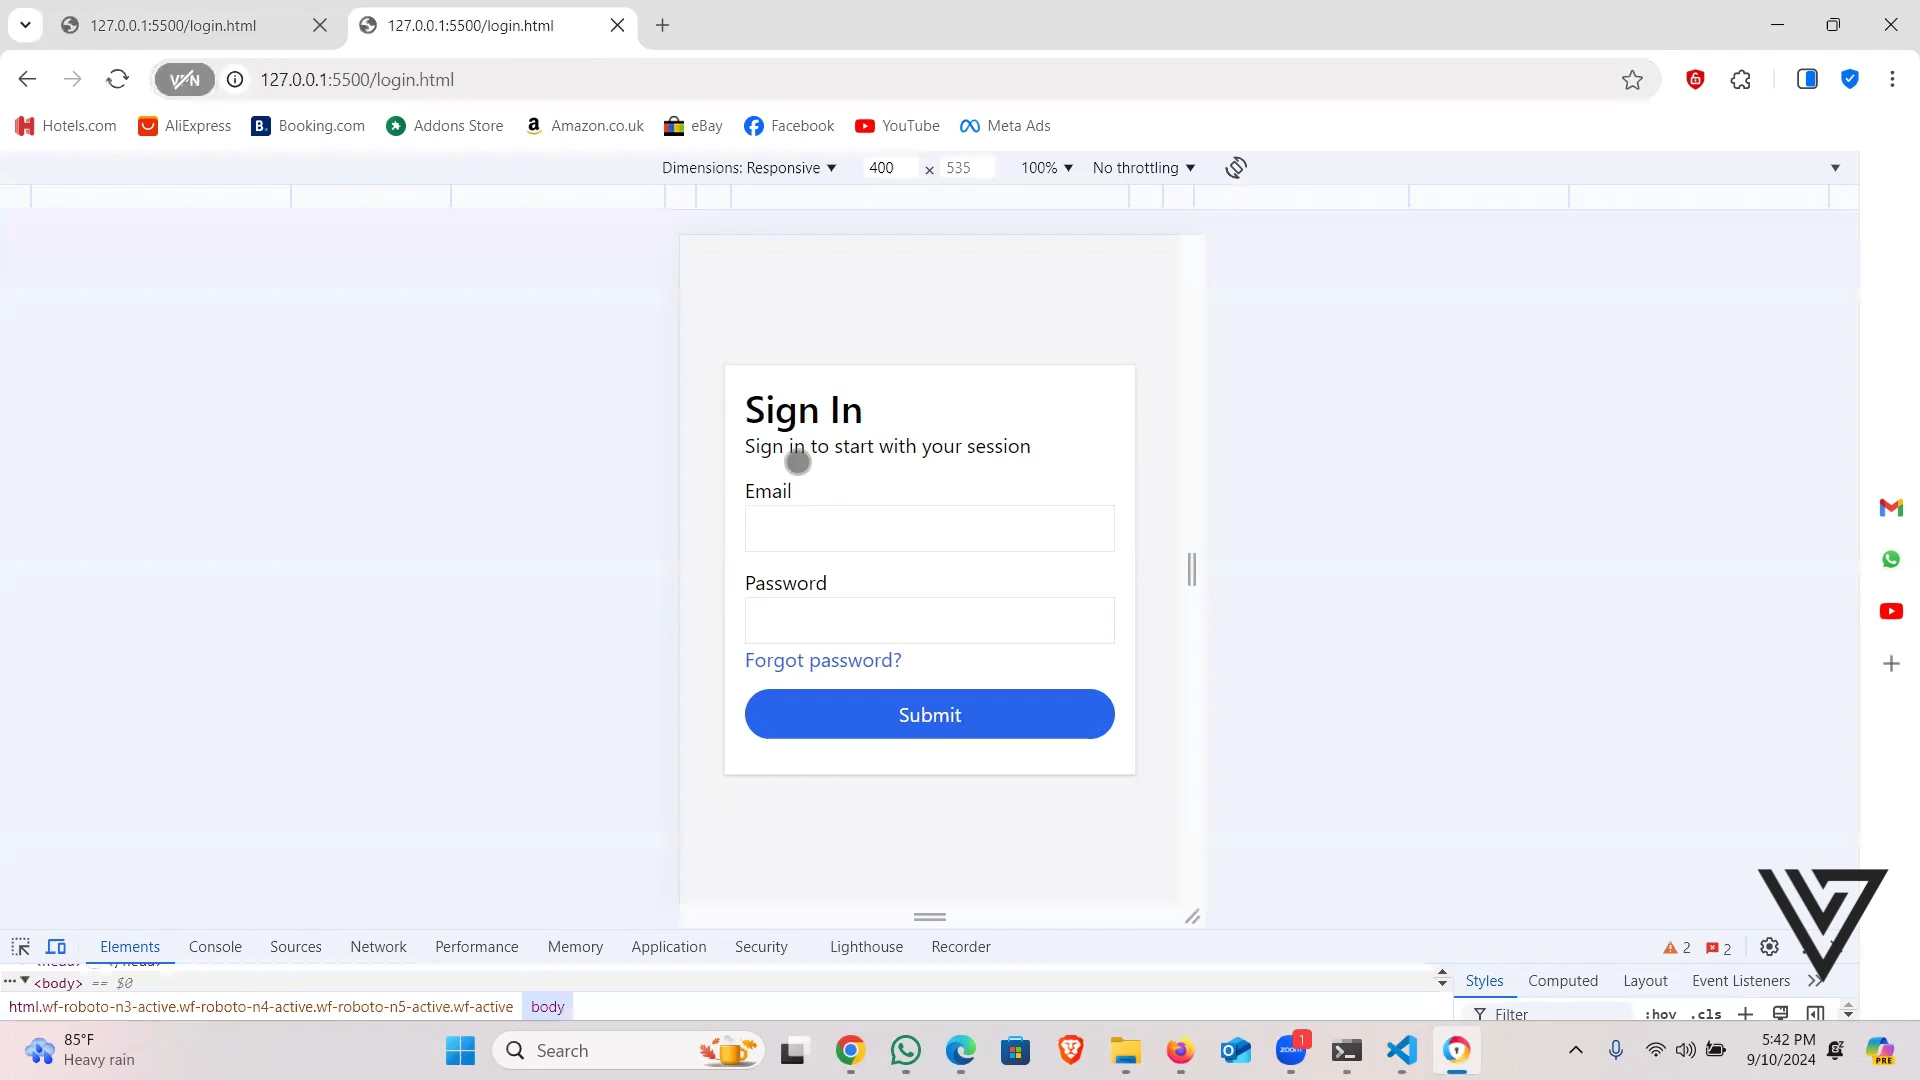 127.0.0.1:5500/login.html
127.0.0.1:5500/login.html
VPN
127.0.0.1:5500/login.html
Hotels.com
AliExpress
B.
Booking.com
Addons Store
a
Amazon.co.uk
eBay
Facebook
YouTube
Meta Ads
Dimensions: Responsive
400
×
535
100%
No throttling
Sign In
Sign in to start with your session
Email
Password
Forgot password?
Submit
Elements
Console
Sources
Network
Performance
Memory
Application
Security
Lighthouse
Recorder
2
2
<body> == $0
Styles
Computed
Layout
Event Listeners
html.wf-roboto-n3-active.wf-roboto-n4-active.wf-roboto-n5-active.wf-active
body
Filter
:hov
.cls
85°F
Heavy rain
Search
zoom
1
5:42 PM
9/10/2024
PRE